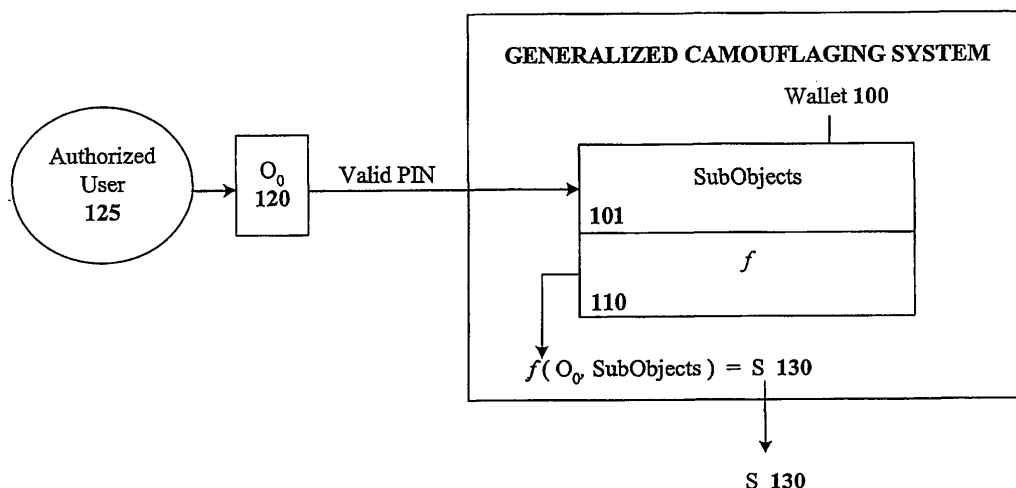 GENERALIZED CAMOUFLAGING SYSTEM
Wallet 100
Authorized
User
125
O₀
120
Valid PIN
SubObjects
101
f
110
f( O₀, SubObjects ) = S 130
S 130